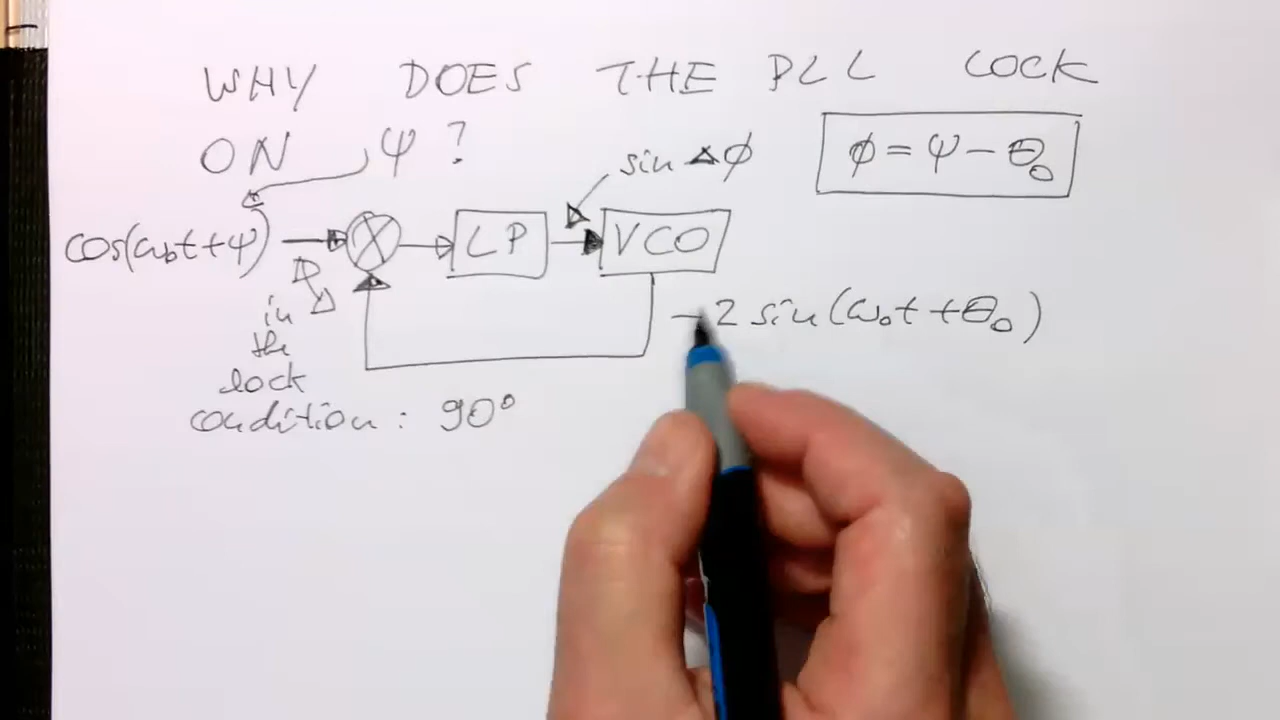 WHY DOES THE PLL LOCK
ON ψ?
sin Δϕ
ϕ = ψ - θ₀
cos(ω₀t+ψ)
LP
VCO
-2 sin(ω₀t+θ₀)
in
the
lock
condition: 90°